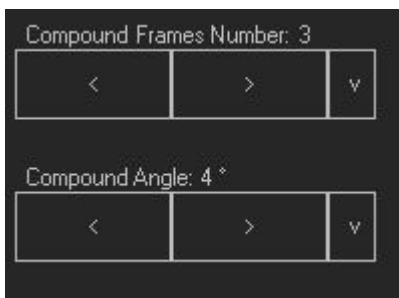 Compound Frames Number: 3
< > v
Compound Angle: 4 °
< > v